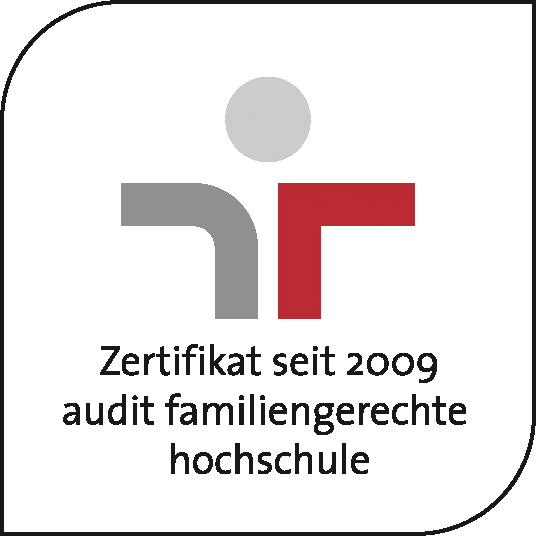 Zertifikat seit 2009
audit familiengerechte
hochschule